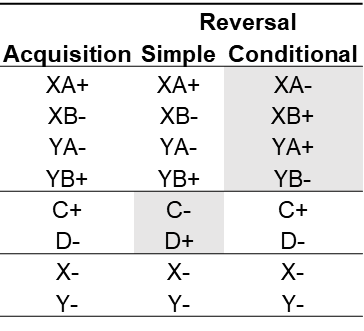 Reversal
Acquisition Simple Conditional
XA+ XA+ XA-
XB- XB- XB+
YA- YA- YA+
YB+ YB+ YB-
C+ C- C+
D- D+ D-
X- X- X-
Y- Y- Y-